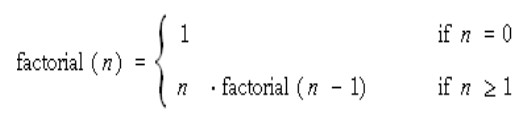 1 if n = 0
factorial (n) =
n · factorial (n − 1) if n ≥ 1